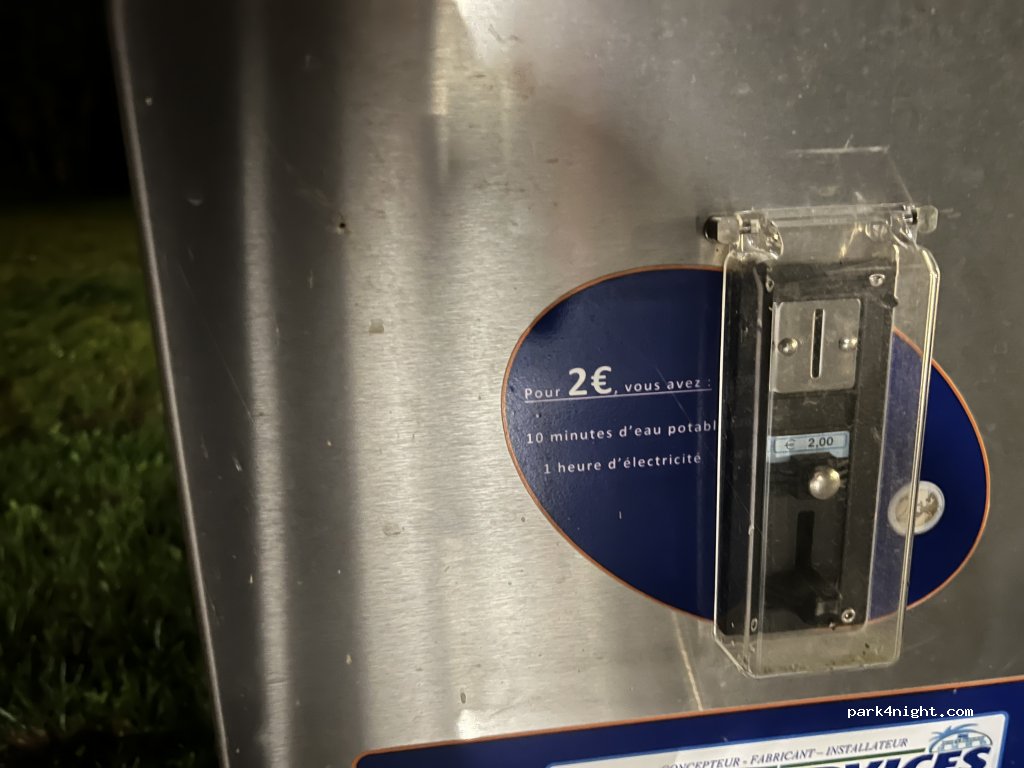 Pour 2€, vous avez :
10 minutes d'eau potabl
1 heure d'électricité
€ 2,00
park4night.com
CONCEPTEUR - FABRICANT - INSTALLATEUR